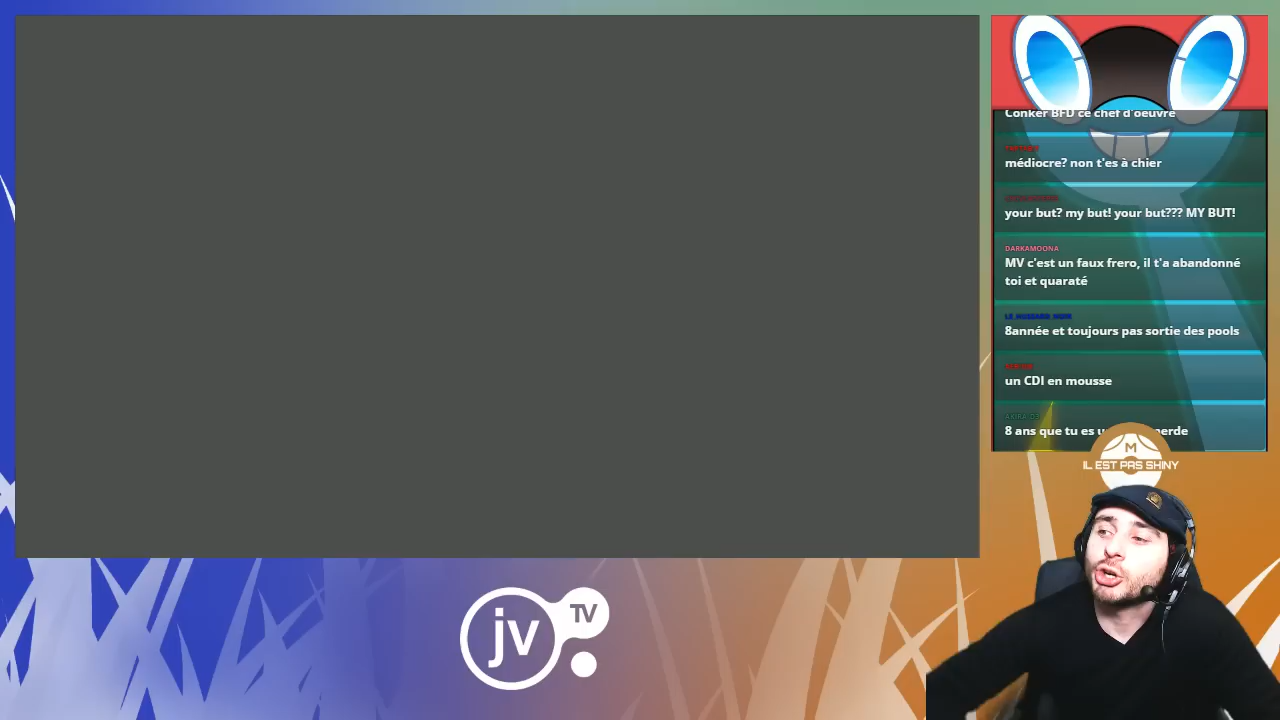 Conker BFD ce chef d'oeuvre
médiocre? non t'es à chier
your but? my but! your but??? MY BUT!
DARKAMOONA
MV c'est un faux frero, il t'a abandonné
toi et quaraté
8année et toujours pas sortie des pools
un CDI en mousse
8 ans que tu es
M
IL EST PAS SHINY
jv
TV